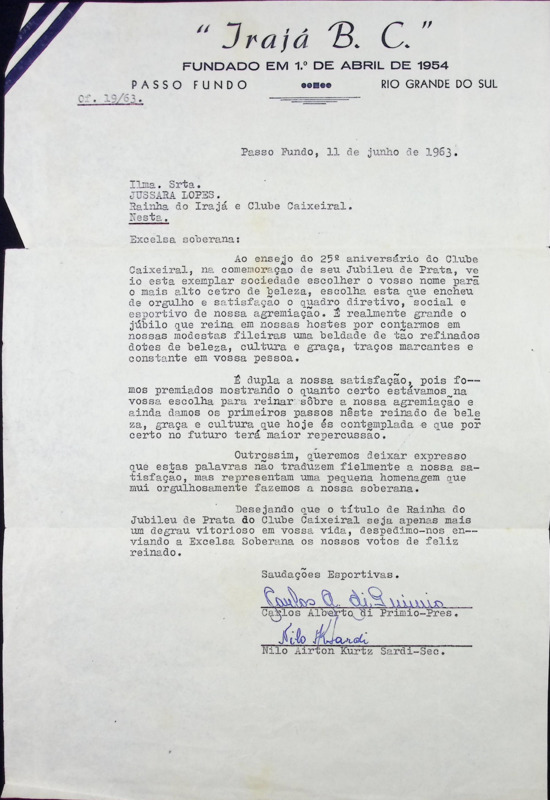 "Irajá B. C."
FUNDADO EM 1.º DE ABRIL DE 1954
PASSO FUNDO RIO GRANDE DO SUL
Of. 19/63.
Passo Fundo, 11 de junho de 1963.
Ilma. Srta.
JUSSARA LOPES.
Rainha do Irajá e Clube Caixeiral.
Nesta.
Excelsa soberana:
Ao ensejo do 25º aniversário do Clube
Caixeiral, na comemoração de seu Jubileu de Prata, ve
io esta exemplar sociedade escolher o vosso nome para
o mais alto cetro de beleza, escolha esta que encheu
de orgulho e satisfação o quadro diretivo, social e
esportivo de nossa agremiação. É realmente grande o
júbilo que reina em nossas hostes por contarmos em
nossas modestas fileiras uma beldade de tão refinados
dotes de beleza, cultura e graça, traços marcantes e
constante em vossa pessoa.
É dupla a nossa satisfação, pois fo--
mos premiados mostrando o quanto certo estávamos na
vossa escolha para reinar sôbre a nossa agremiação e
ainda damos os primeiros passos nêste reinado de bele
za, graça e cultura que hoje és contemplada e que por
certo no futuro terá maior repercussão.
Outrossim, queremos deixar expresso
que estas palavras não traduzem fielmente a nossa sa-
tisfação, mas representam uma pequena homenagem que
mui orgulhosamente fazemos a nossa soberana.
Desejando que o título de Rainha do
Jubileu de Prata do Clube Caixeiral seja apenas mais
um degrau vitorioso em vossa vida, despedimo-nos en--
viando a Excelsa Soberana os nossos votos de feliz
reinado.
Saudações Esportivas.
Carlos A. di Primio
Carlos Alberto di Primio-Pres.
Nilo AKSardi
Nilo Airton Kurtz Sardi-Sec.